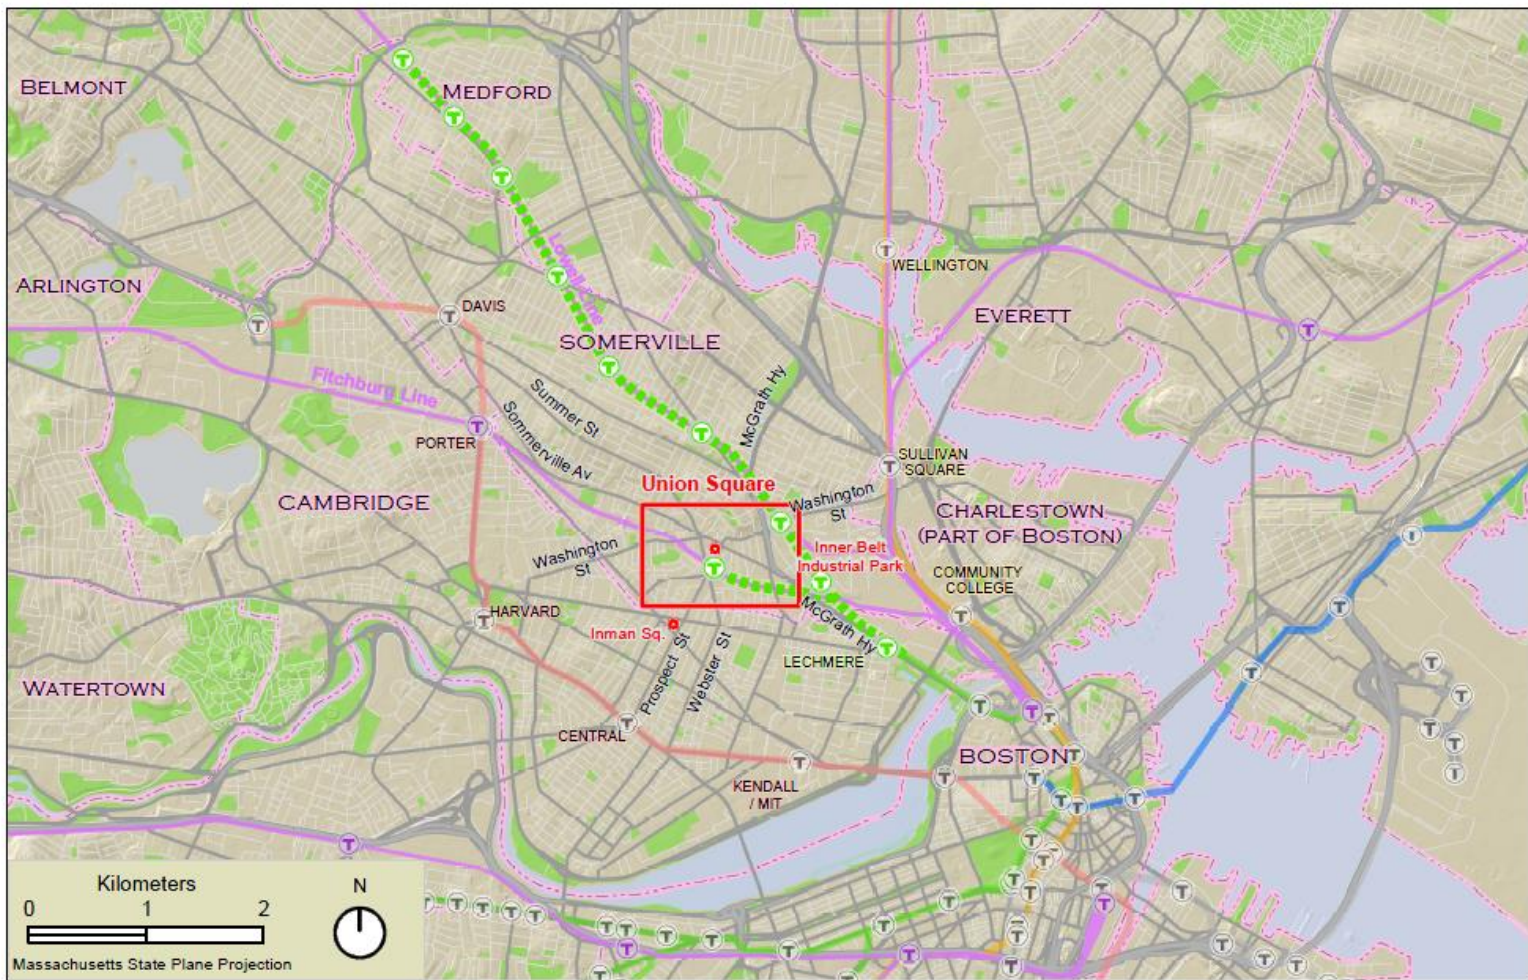 BELMONT
MEDFORD
WELLINGTON
ARLINGTON
DAVIS
EVERETT
SOMERVILLE
Fitchburg Line
McGrath Hy
Summer St
Sommerville Av
PORTER
SULLIVAN
SQUARE
Union Square
CAMBRIDGE
Washington
St
CHARLESTOWN
(PART OF BOSTON)
Washington
St
Inner Belt
Industrial Park
COMMUNITY
COLLEGE
HARVARD
McGrath Hy
Inman Sq.
LECHMERE
Prospect St
Webster St
WATERTOWN
CENTRAL
BOSTON
KENDALL
/ MIT
Kilometers
N
0 1 2
Massachusetts State Plane Projection
T